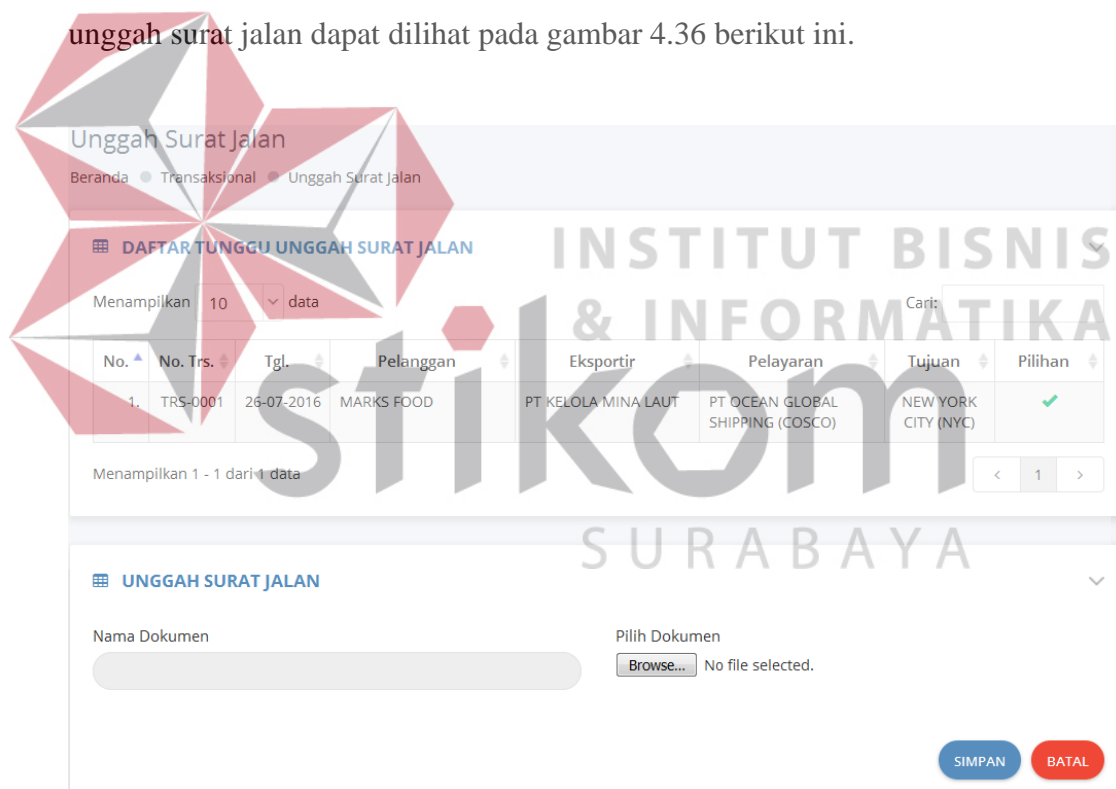 unggah surat jalan dapat dilihat pada gambar 4.36 berikut ini.
Unggah Surat Jalan
Beranda Transaksional Unggah Surat Jalan
DAFTAR TUNGGU UNGGAH SURAT JALAN
INSTITUT BISNIS
Menampilkan 10 data
Cari:
& INFORMATIKA
stikom
No. No. Trs. Tgl. Pelanggan Eksportir Pelayaran Tujuan Pilihan
1. TRS-0001 26-07-2016 MARKS FOOD PT KELOLA MINA LAUT PT OCEAN GLOBAL NEW YORK
SHIPPING (COSCO) CITY (NYC)
Menampilkan 1 - 1 dari 1 data
< 1 >
SURABAYA
UNGGAH SURAT JALAN
Nama Dokumen Pilih Dokumen
Browse... No file selected.
SIMPAN BATAL